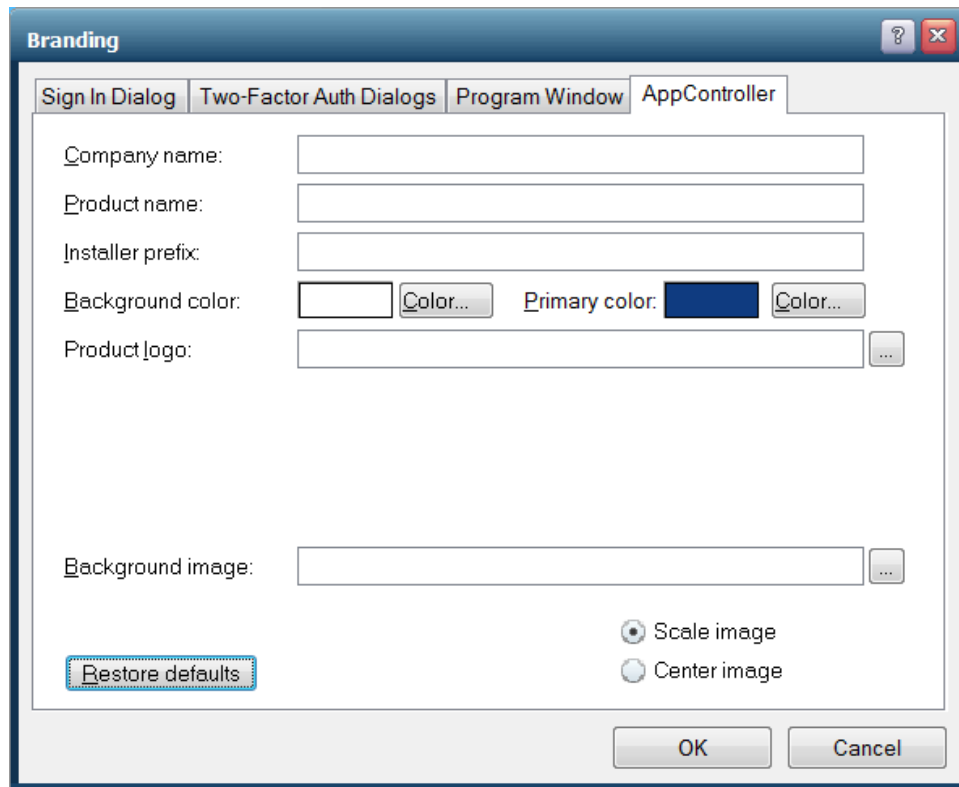 Branding
?
Sign In Dialog Two-Factor Auth Dialogs Program Window AppController
Company name:
Product name:
Installer prefix:
Background color: Color... Primary color: Color...
Product logo: ...
Background image: ...
Scale image
Restore defaults Center image
OK Cancel